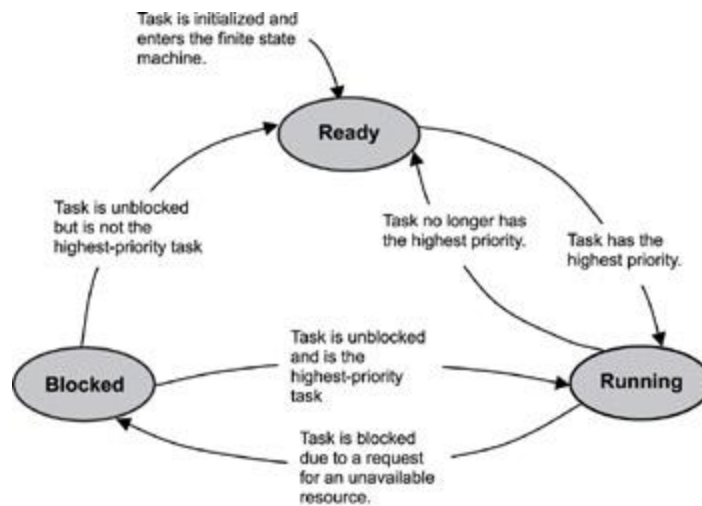 Task is initialized and
enters the finite state
machine.
Ready
Task is unblocked
but is not the
highest-priority task
Task no longer has
the highest priority.
Task has the
highest priority.
Task is unblocked
and is the
highest-priority
task
Blocked
Running
Task is blocked
due to a request
for an unavailable
resource.